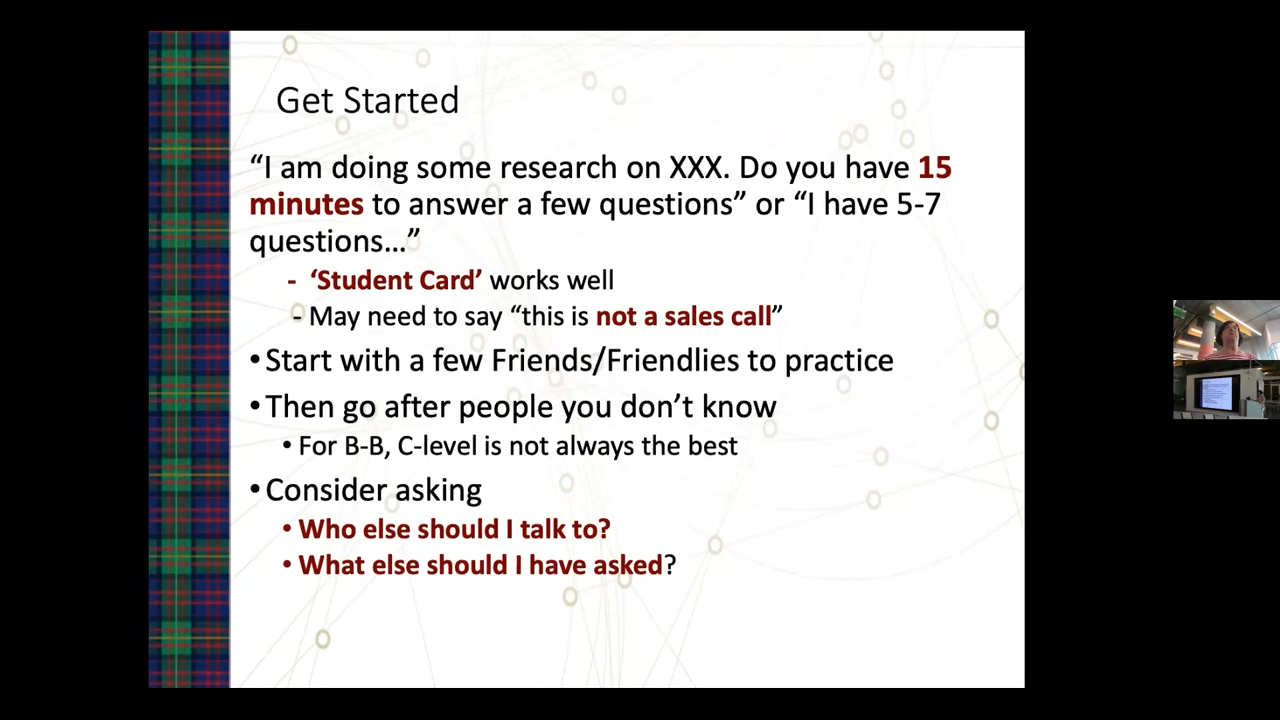 Get Started
“I am doing some research on XXX. Do you have 15
minutes to answer a few questions” or “I have 5-7
questions…”
- ‘Student Card’ works well
- May need to say “this is not a sales call”
•Start with a few Friends/Friendlies to practice
•Then go after people you don’t know
• For B-B, C-level is not always the best
•Consider asking
• Who else should I talk to?
• What else should I have asked?